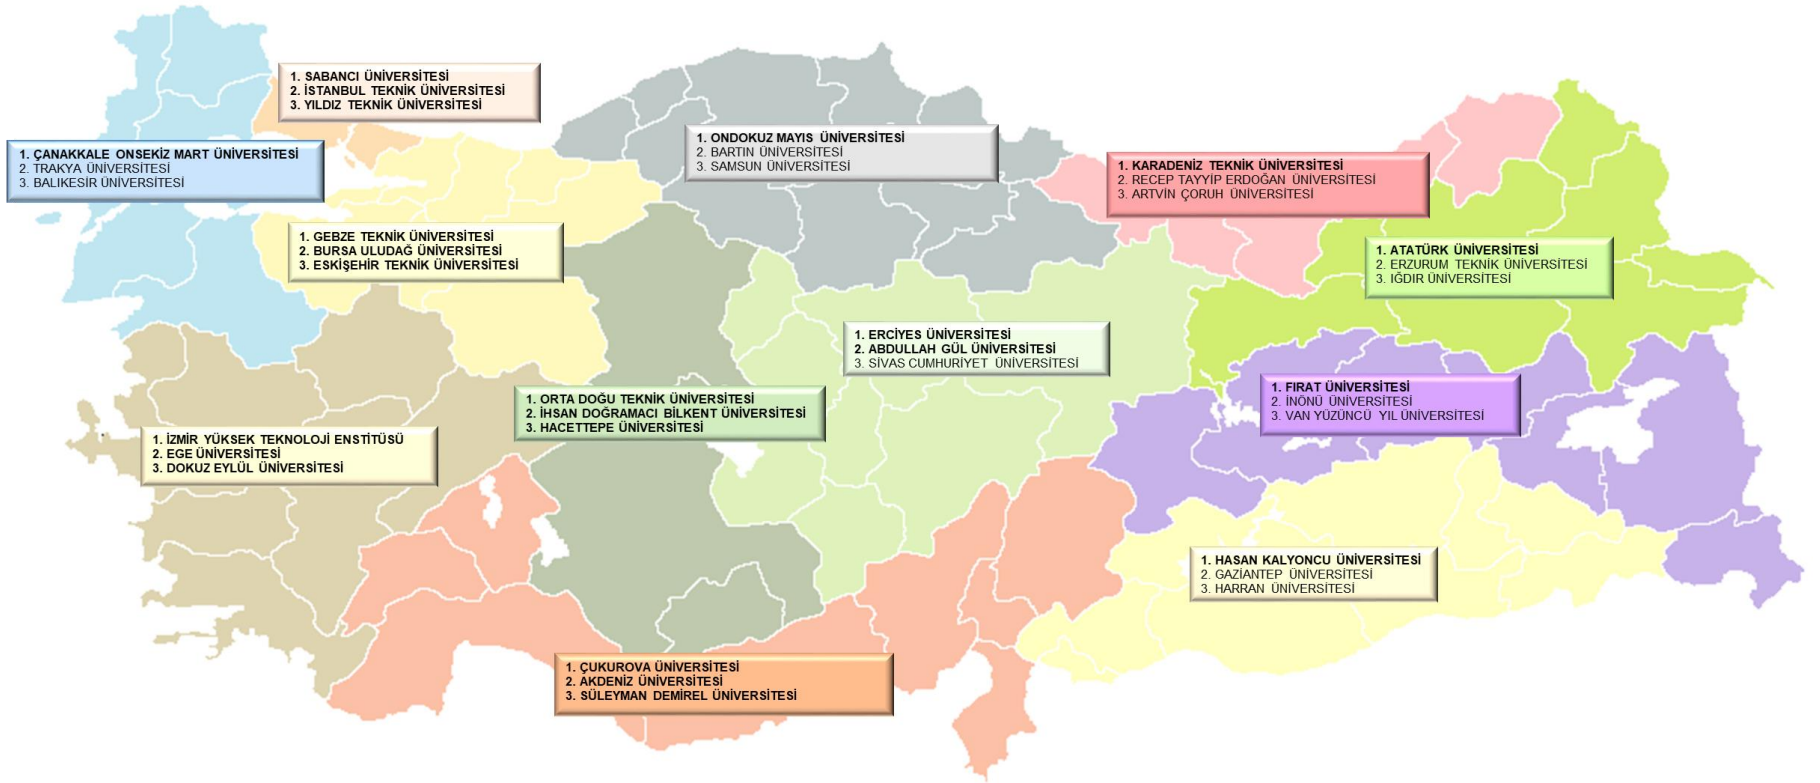 1. SABANCI ÜNİVERSİTESİ
2. İSTANBUL TEKNİK ÜNİVERSİTESİ
3. YILDIZ TEKNİK ÜNİVERSİTESİ
1. ÇANAKKALE ONSEKİZ MART ÜNİVERSİTESİ
2. TRAKYA ÜNİVERSİTESİ
3. BALIKESİR ÜNİVERSİTESİ
1. ONDOKUZ MAYIS ÜNİVERSİTESİ
2. BARTIN ÜNİVERSİTESİ
3. SAMSUN ÜNİVERSİTESİ
1. KARADENİZ TEKNİK ÜNİVERSİTESİ
2. RECEP TAYYİP ERDOĞAN ÜNİVERSİTESİ
3. ARTVİN ÇORUH ÜNİVERSİTESİ
1. GEBZE TEKNİK ÜNİVERSİTESİ
2. BURSA ULUDAĞ ÜNİVERSİTESİ
3. ESKİŞEHİR TEKNİK ÜNİVERSİTESİ
1. ATATÜRK ÜNİVERSİTESİ
2. ERZURUM TEKNİK ÜNİVERSİTESİ
3. IĞDIR ÜNİVERSİTESİ
1. ERCİYES ÜNİVERSİTESİ
2. ABDULLAH GÜL ÜNİVERSİTESİ
3. SİVAS CUMHURİYET ÜNİVERSİTESİ
1. ORTA DOĞU TEKNİK ÜNİVERSİTESİ
2. İHSAN DOĞRAMACI BİLKENT ÜNİVERSİTESİ
3. HACETTEPE ÜNİVERSİTESİ
1. FIRAT ÜNİVERSİTESİ
2. İNÖNÜ ÜNİVERSİTESİ
3. VAN YÜZÜNCÜ YIL ÜNİVERSİTESİ
1. İZMİR YÜKSEK TEKNOLOJİ ENSTİTÜSÜ
2. EGE ÜNİVERSİTESİ
3. DOKUZ EYLÜL ÜNİVERSİTESİ
1. HASAN KALYONCU ÜNİVERSİTESİ
2. GAZİANTEP ÜNİVERSİTESİ
3. HARRAN ÜNİVERSİTESİ
1. ÇUKUROVA ÜNİVERSİTESİ
2. AKDENİZ ÜNİVERSİTESİ
3. SÜLEYMAN DEMİREL ÜNİVERSİTESİ